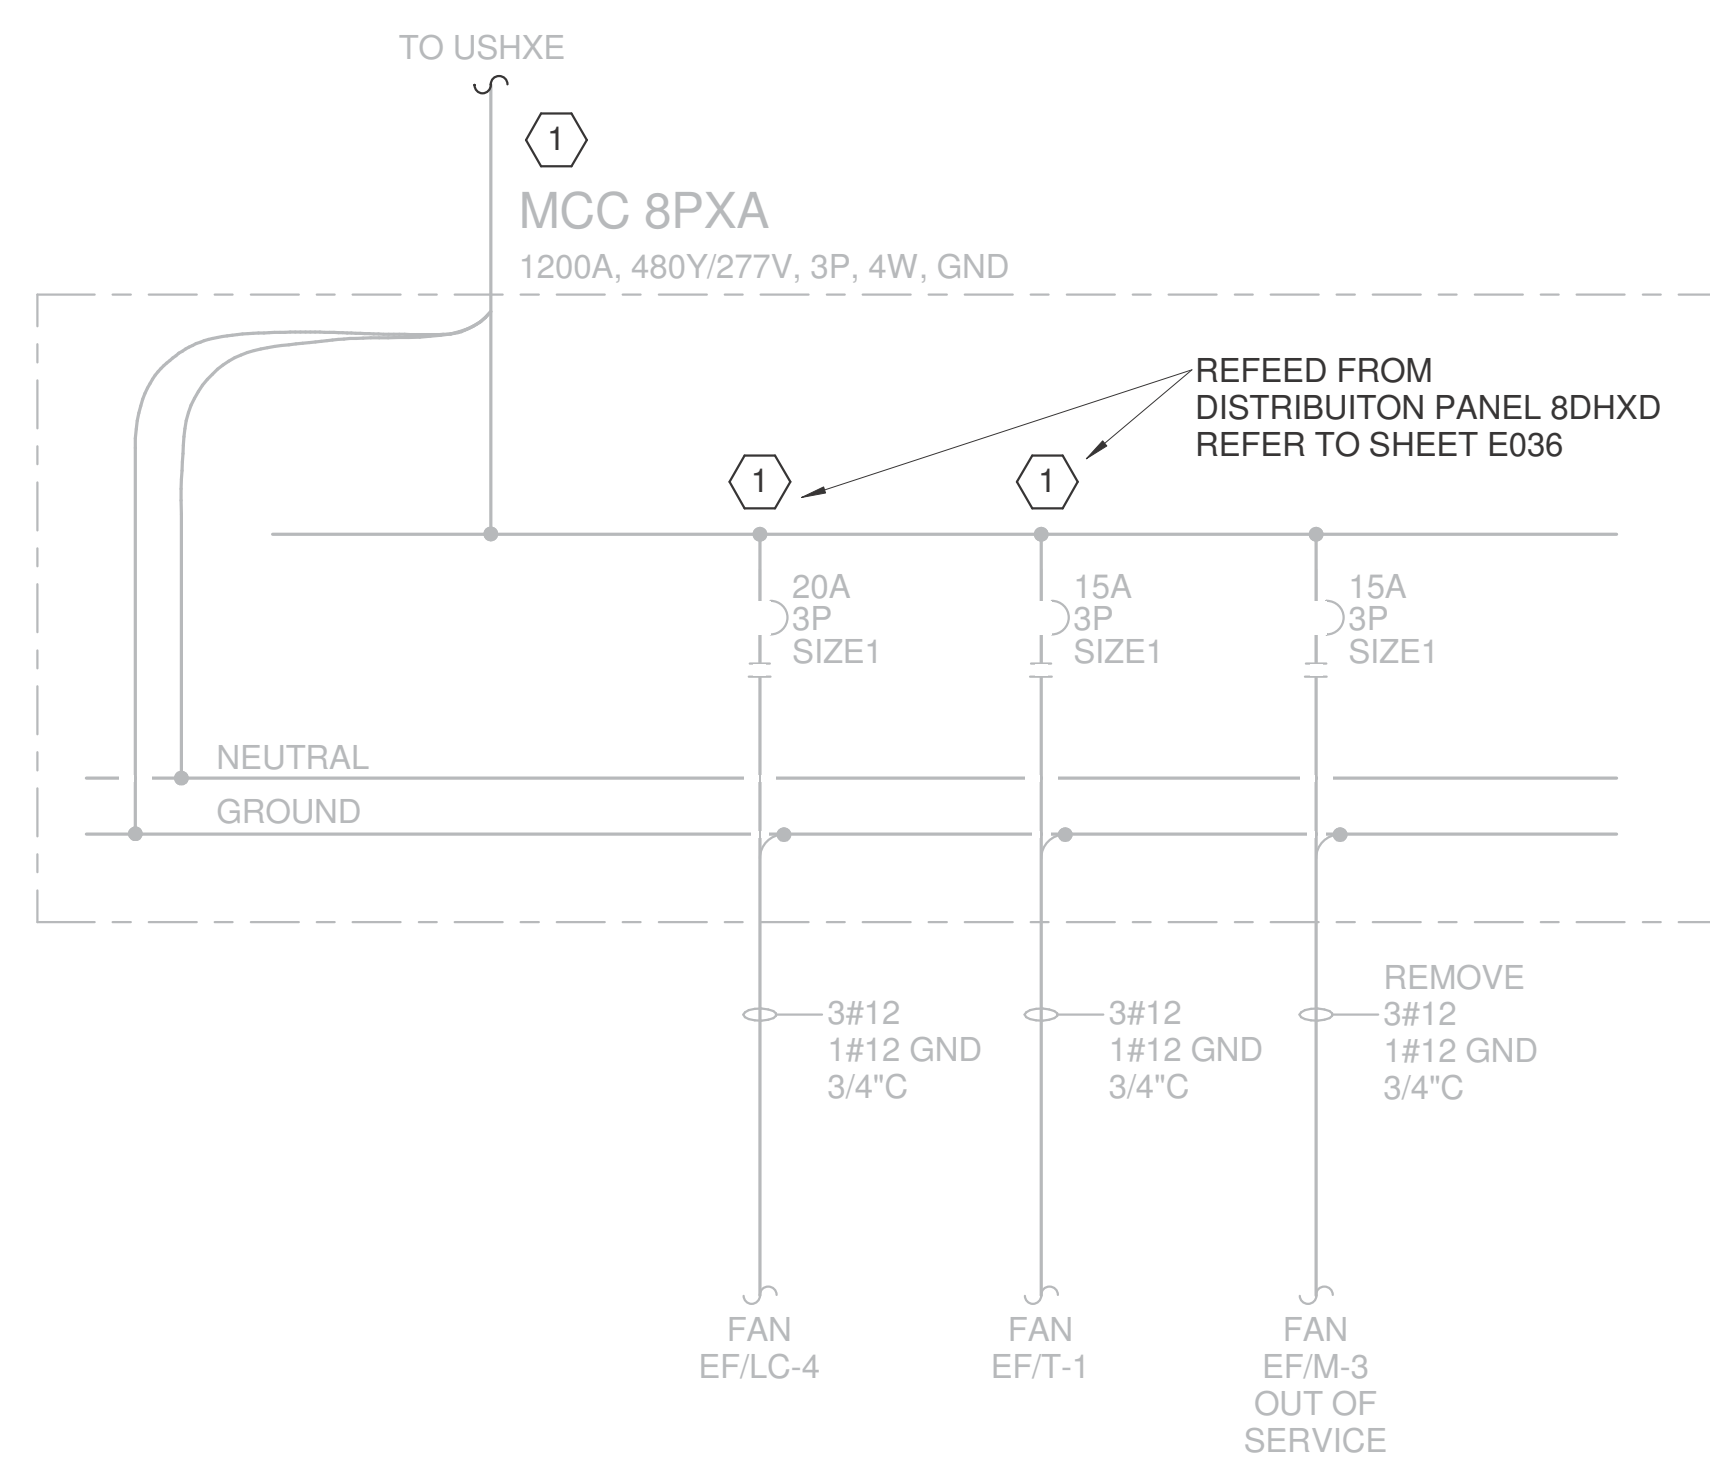 TO USHXE
1
MCC 8PXA
1200A, 480Y/277V, 3P, 4W, GND
REFEED FROM
DISTRIBUITON PANEL 8DHXD
REFER TO SHEET E036
1
1
20A
3P
SIZE1
15A
3P
SIZE1
15A
3P
SIZE1
NEUTRAL
GROUND
3#12
1#12 GND
3/4"C
3#12
1#12 GND
3/4"C
REMOVE
3#12
1#12 GND
3/4"C
FAN
EF/LC-4
FAN
EF/T-1
FAN
EF/M-3
OUT OF
SERVICE